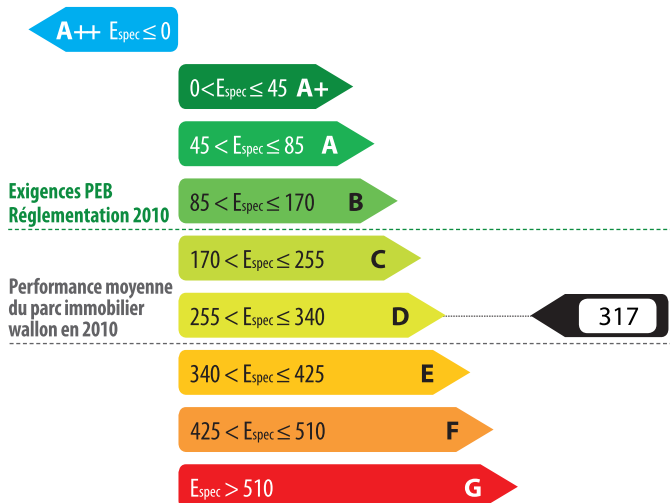 A++ Espec ≤ 0
0 < Espec ≤ 45 A+
45 < Espec ≤ 85 A
Exigences PEB
Réglementation 2010
85 < Espec ≤ 170 B
170 < Espec ≤ 255 C
Performance moyenne
du parc immobilier
wallon en 2010
255 < Espec ≤ 340 D
317
340 < Espec ≤ 425 E
425 < Espec ≤ 510 F
Espec > 510 G